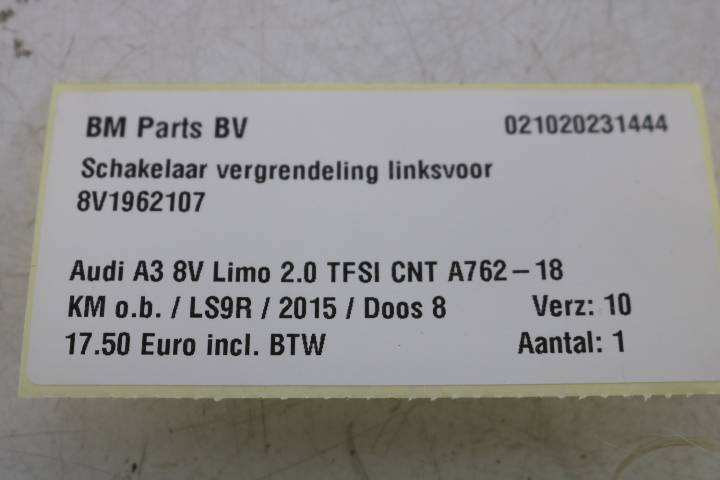 BM Parts BV 021020231444
Schakelaar vergrendeling linksvoor
8V1962107
Audi A3 8V Limo 2.0 TFSI CNT A762-18
KM o.b. / LS9R / 2015 / Doos 8 Verz: 10
17.50 Euro incl. BTW Aantal: 1